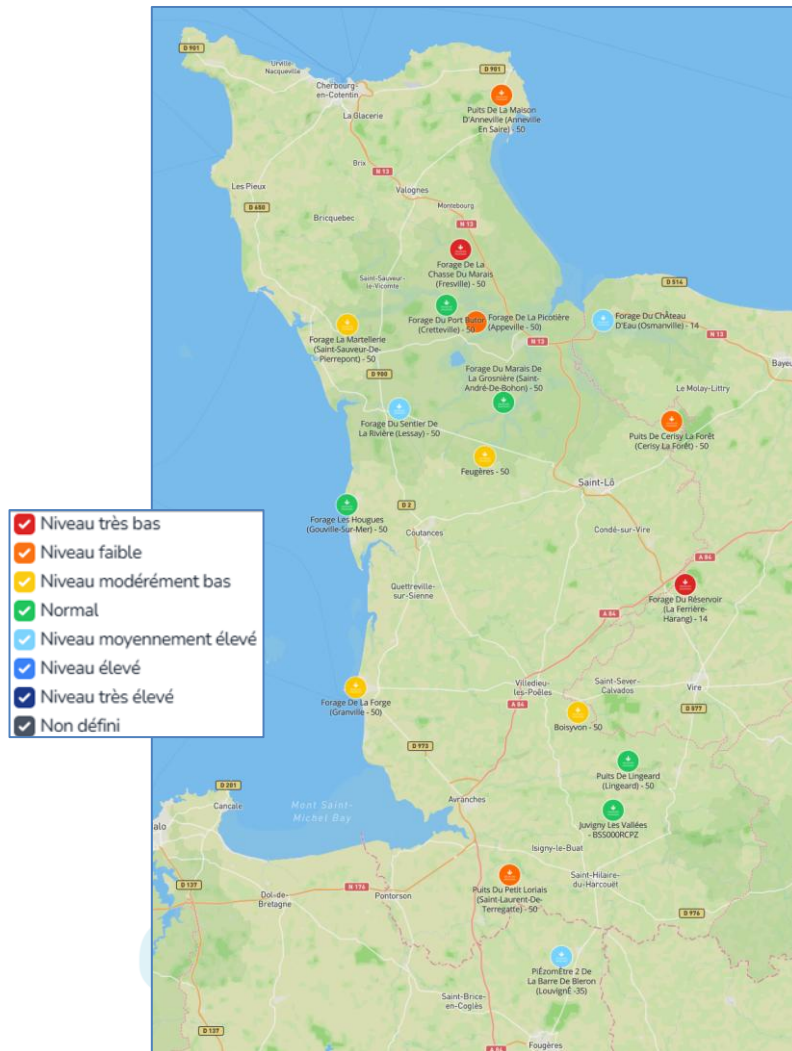 D 901
Urville-
Nacqueville
Cherbourg-
en-Cotentin
La Glacerie
D 901
Puits De La Maison
D'Anneville (Anneville
En Saire) - 50
Brix
N 13
Les Pieux
Valognes
D 650
Bricquebec
Montebourg
N 13
Forage De La
Chasse Du Marais
(Fresville) - 50
Saint-Sauveur
-le-Vicomte
D 514
Forage Du Port Butor
(Cretteville) - 50
Forage De La Picotière
(Appeville - 50)
Forage Du ChÂteau
D'Eau (Osmanville) - 14
N 13
N 13
Forage La Martellerie
(Saint-Sauveur-De-
Pierrepont) - 50
Bayeu
D 900
Forage Du Marais De
La Grosnière (Saint-
André-De-Bohon) - 50
Le Molay-Littry
Forage Du Sentier De
La Rivière (Lessay) - 50
Puits De Cerisy La Forêt
(Cerisy La Forêt) - 50
Feugères - 50
Saint-Lô
D 2
Forage Les Hougues
(Gouville-Sur-Mer) - 50
Coutances
Condé-sur-Vire
A 84
Quettreville-
sur-Sienne
Forage Du Réservoir
(La Ferrière-
Harang) - 14
A 84
Niveau très bas
Niveau faible
Niveau modérément bas
Normal
Niveau moyennement élevé
Niveau élevé
Niveau très élevé
Non défini
Forage De La Forge
(Granville - 50)
Villedieu-
les-Poêles
Saint-Sever-
Calvados
Vire
A 84
D 577
Boisyvon - 50
D 973
Puits De Lingeard
(Lingeard) - 50
D 201
Cancale
Mont Saint-
Michel Bay
Avranches
alo
Juvigny Les Vallées
- BSS000RCPZ
Isigny-le-Buat
Saint-Hilaire-
du-Harcouët
D 137
Dol-de-
Bretagne
N 176
Pontorson
Puits Du Petit Loriais
(Saint-Laurent-De-
Terregatte) - 50
D 976
PiÉzomÈtre 2 De
La Barre De Bleron
(LouvignÉ -35)
Saint-Brice-
en-Coglès
D 137
Fougères
A 84